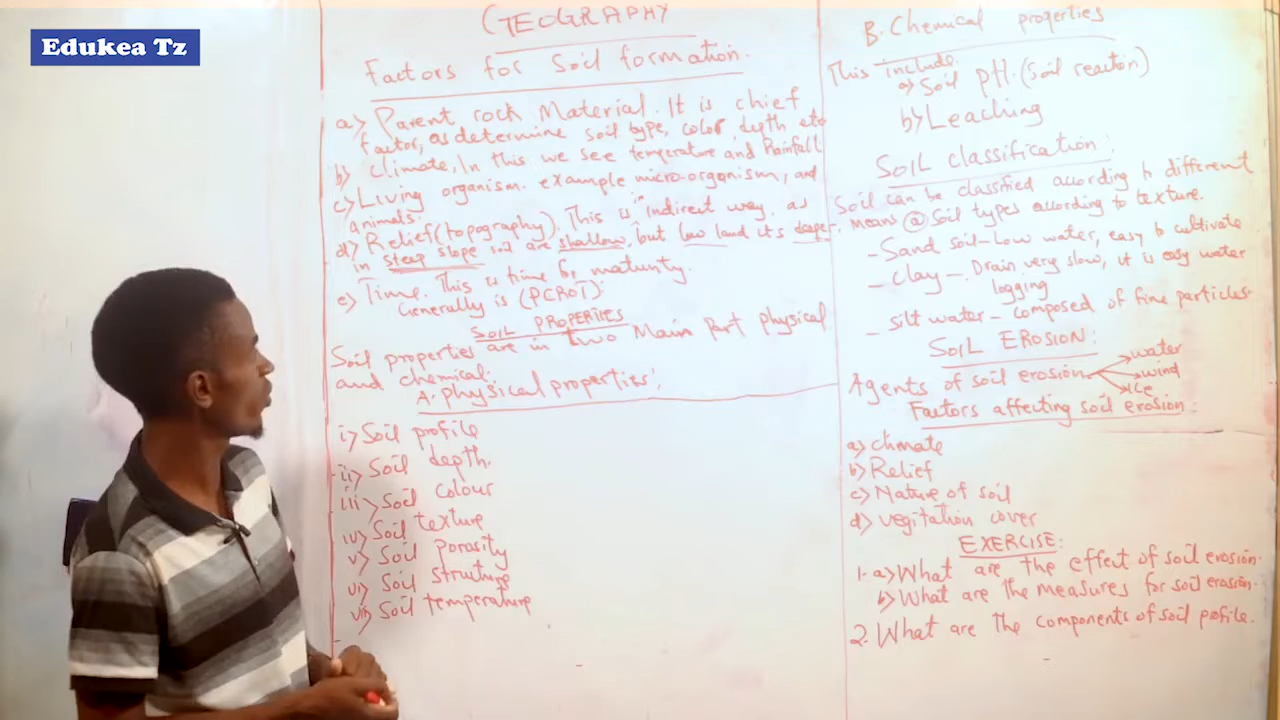 Edukea Tz
GEOGRAPHY
Factors for Soil formation.
a) Parent rock Material. It is chief
factor, as determine soil type, color, depth etc
b) Climate, In this we see temperature and Rainfall
c) Living organism. example micro-organism, and
animals.
d) Relief (topography). This is indirect way, as
in steep slope soil are shallow, but low land it's deeper.
e) Time. This is time for maturity.
Generally is (PCROT).
SOIL PROPERTIES
Soil properties are in two Main part physical
and chemical.
A. physical properties.
i) Soil profile
ii) Soil depth.
iii) Soil colour
iv) Soil texture
v) Soil porosity
vi) Soil structure
vii) Soil temperature
B. Chemical properties
This include.
a) Soil pH. (soil reaction)
b) Leaching
SOIL classification:
Soil can be classified according to different
means @ Soil types according to texture.
- Sand soil - Low water, easy to cultivate
- Clay - Drain very slow, it is easy water
logging
- Silt water - composed of fine particles.
SOIL EROSION:
Agents of soil erosion water
wind
ice
Factors affecting soil erosion:
a) climate
b) Relief
c) Nature of soil
d) vegitation cover
EXERCISE:
1. a) What are the effect of soil erosion.
b) What are the measures for soil erosion.
2. What are the components of soil profile.